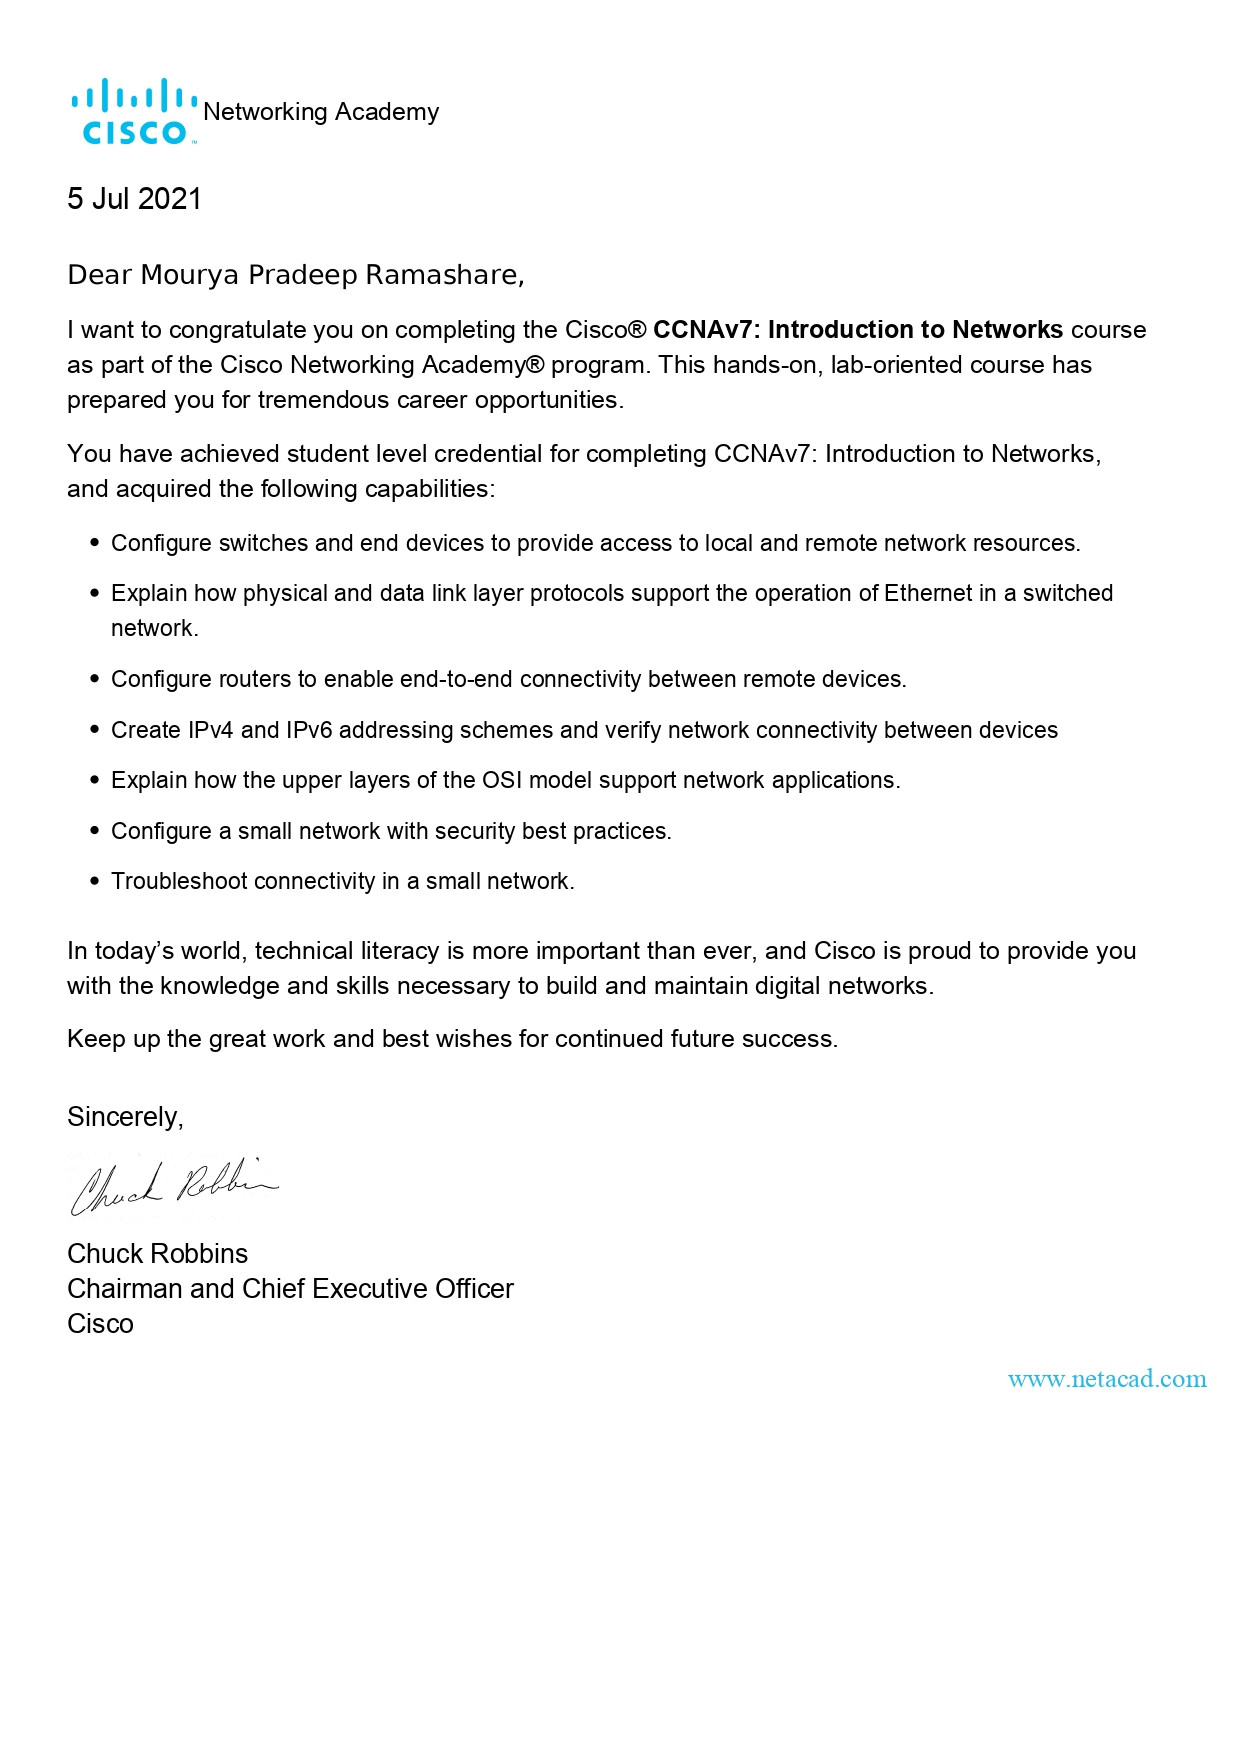 CISCO™ Networking Academy
5 Jul 2021
Dear Mourya Pradeep Ramashare,
I want to congratulate you on completing the Cisco® CCNAv7: Introduction to Networks course
as part of the Cisco Networking Academy® program. This hands-on, lab-oriented course has
prepared you for tremendous career opportunities.
You have achieved student level credential for completing CCNAv7: Introduction to Networks,
and acquired the following capabilities:
• Configure switches and end devices to provide access to local and remote network resources.
• Explain how physical and data link layer protocols support the operation of Ethernet in a switched
network.
• Configure routers to enable end-to-end connectivity between remote devices.
• Create IPv4 and IPv6 addressing schemes and verify network connectivity between devices
• Explain how the upper layers of the OSI model support network applications.
• Configure a small network with security best practices.
• Troubleshoot connectivity in a small network.
In today’s world, technical literacy is more important than ever, and Cisco is proud to provide you
with the knowledge and skills necessary to build and maintain digital networks.
Keep up the great work and best wishes for continued future success.
Sincerely,
Chuck Robbins
Chuck Robbins
Chairman and Chief Executive Officer
Cisco
www.netacad.com